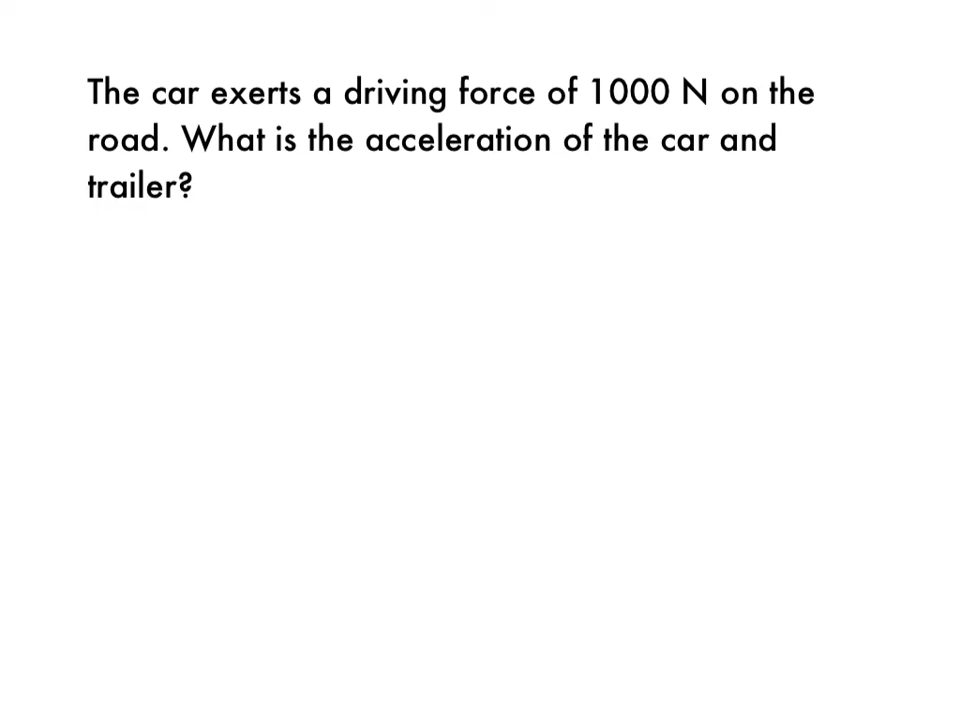 The car exerts a driving force of 1000 N on the
road. What is the acceleration of the car and
trailer?